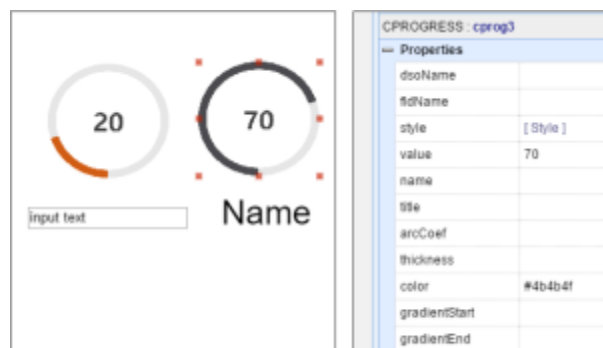 20
70
input text
Name
CPROGRESS : cprog3
Properties
dsoName
fldName
style [ Style ]
value 70
name
title
arcCoef
thickness
color #4b4b4f
gradientStart
gradientEnd